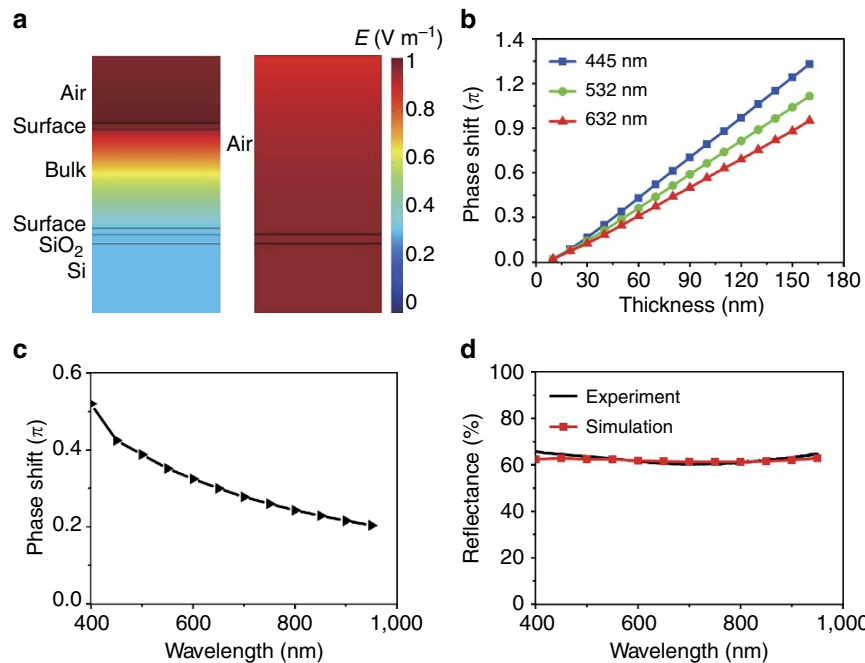 a
E (V m⁻¹)
Air
Surface
Bulk
Surface
SiO₂
Si
Air
1
0.8
0.6
0.4
0.2
0
b
1.4
1.2
0.9
0.6
0.3
0.0
Phase shift (π)
445 nm
532 nm
632 nm
0 30 60 90 120 150 180
Thickness (nm)
c
0.6
0.4
0.2
0.0
Phase shift (π)
400 600 800 1,000
Wavelength (nm)
d
100
80
60
40
20
0
Reflectance (%)
Experiment
Simulation
400 600 800 1,000
Wavelength (nm)